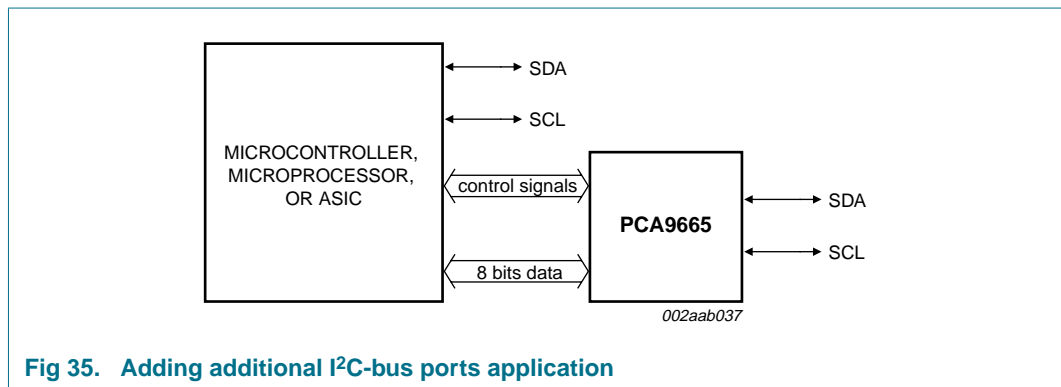 SDA
SCL
MICROCONTROLLER,
MICROPROCESSOR,
OR ASIC
control signals
8 bits data
PCA9665
SDA
SCL
002aab037
Fig 35. Adding additional I²C-bus ports application